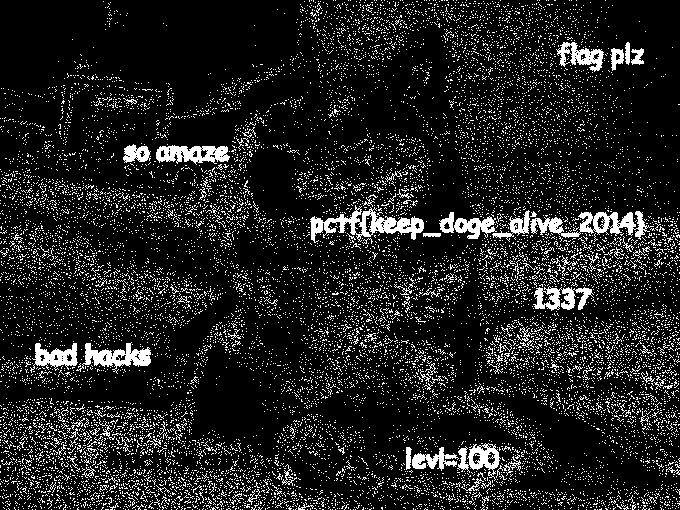 flag plz
so amaze
pctf{keep_doge_alive_2014}
1337
bad hacks
levl=100